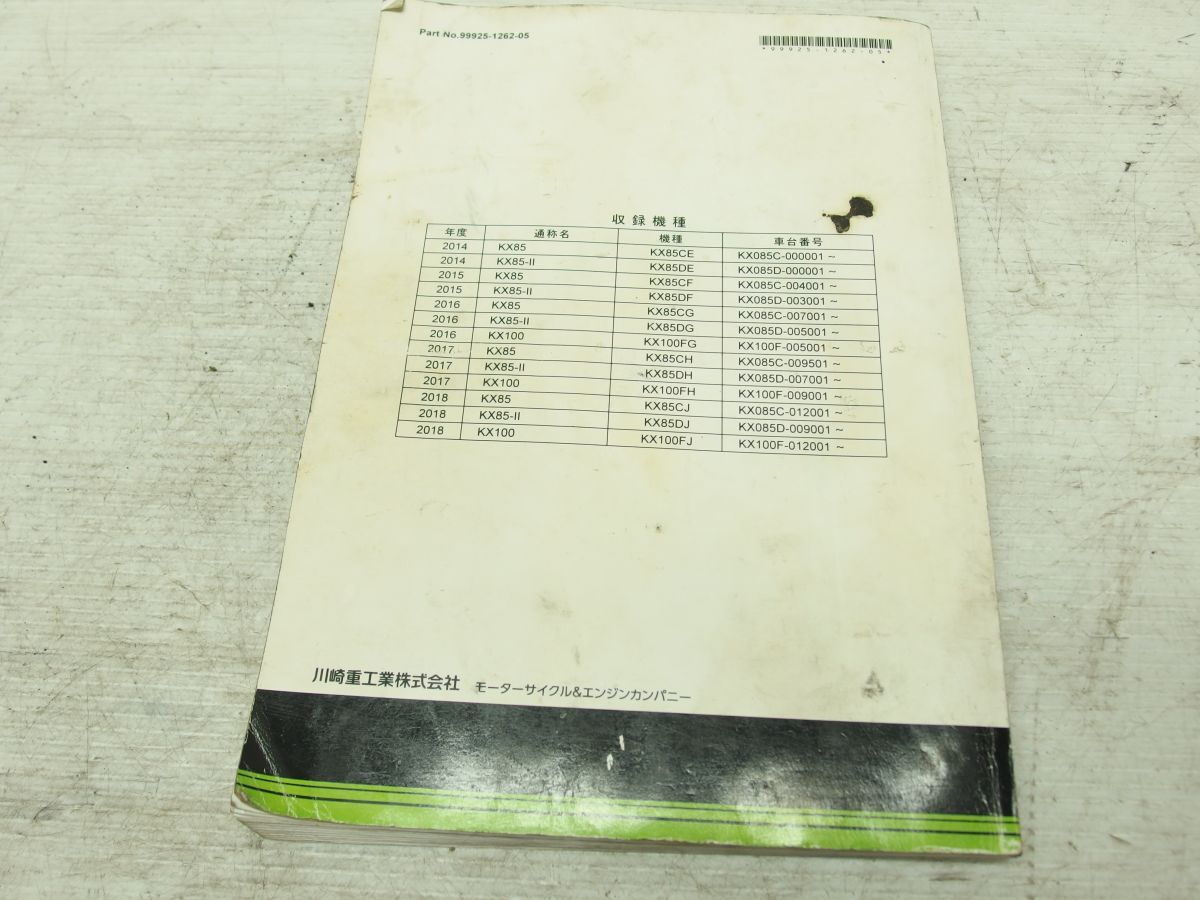 Part No.99925-1262-05
*99925-1262-05*
収録機種
年度 通称名 機種 車台番号
2014 KX85 KX85CE KX085C-000001 ~
2014 KX85-II KX85DE KX085D-000001 ~
2015 KX85 KX85CF KX085C-004001 ~
2015 KX85-II KX85DF KX085D-003001 ~
2016 KX85 KX85CG KX085C-007001 ~
2016 KX85-II KX85DG KX085D-005001 ~
2016 KX100 KX100FG KX100F-005001 ~
2017 KX85 KX85CH KX085C-009501 ~
2017 KX85-II KX85DH KX085D-007001 ~
2017 KX100 KX100FH KX100F-009001 ~
2018 KX85 KX85CJ KX085C-012001 ~
2018 KX85-II KX85DJ KX085D-009001 ~
2018 KX100 KX100FJ KX100F-012001 ~
川崎重工業株式会社 モーターサイクル&エンジンカンパニー